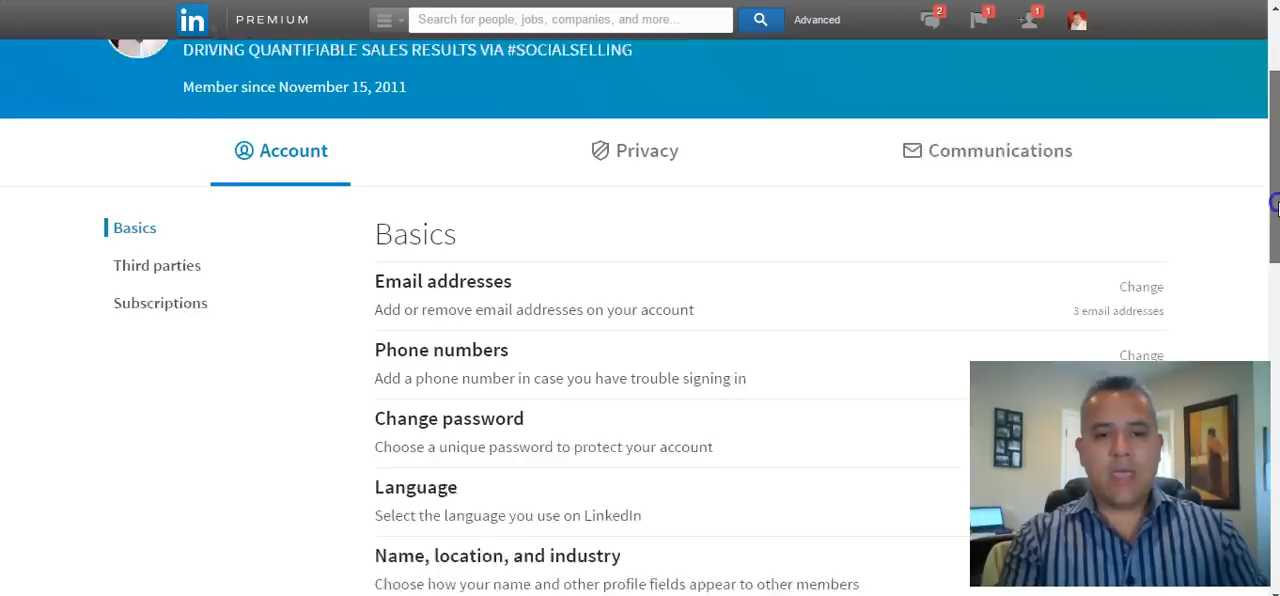 in PREMIUM Search for people, jobs, companies, and more... Advanced 2 1 1
DRIVING QUANTIFIABLE SALES RESULTS VIA #SOCIALSELLING
Member since November 15, 2011
Account Privacy Communications
Basics
Third parties
Subscriptions
Basics
Email addresses
Change
Add or remove email addresses on your account
3 email addresses
Phone numbers
Change
Add a phone number in case you have trouble signing in
Change password
Choose a unique password to protect your account
Language
Select the language you use on LinkedIn
Name, location, and industry
Choose how your name and other profile fields appear to other members